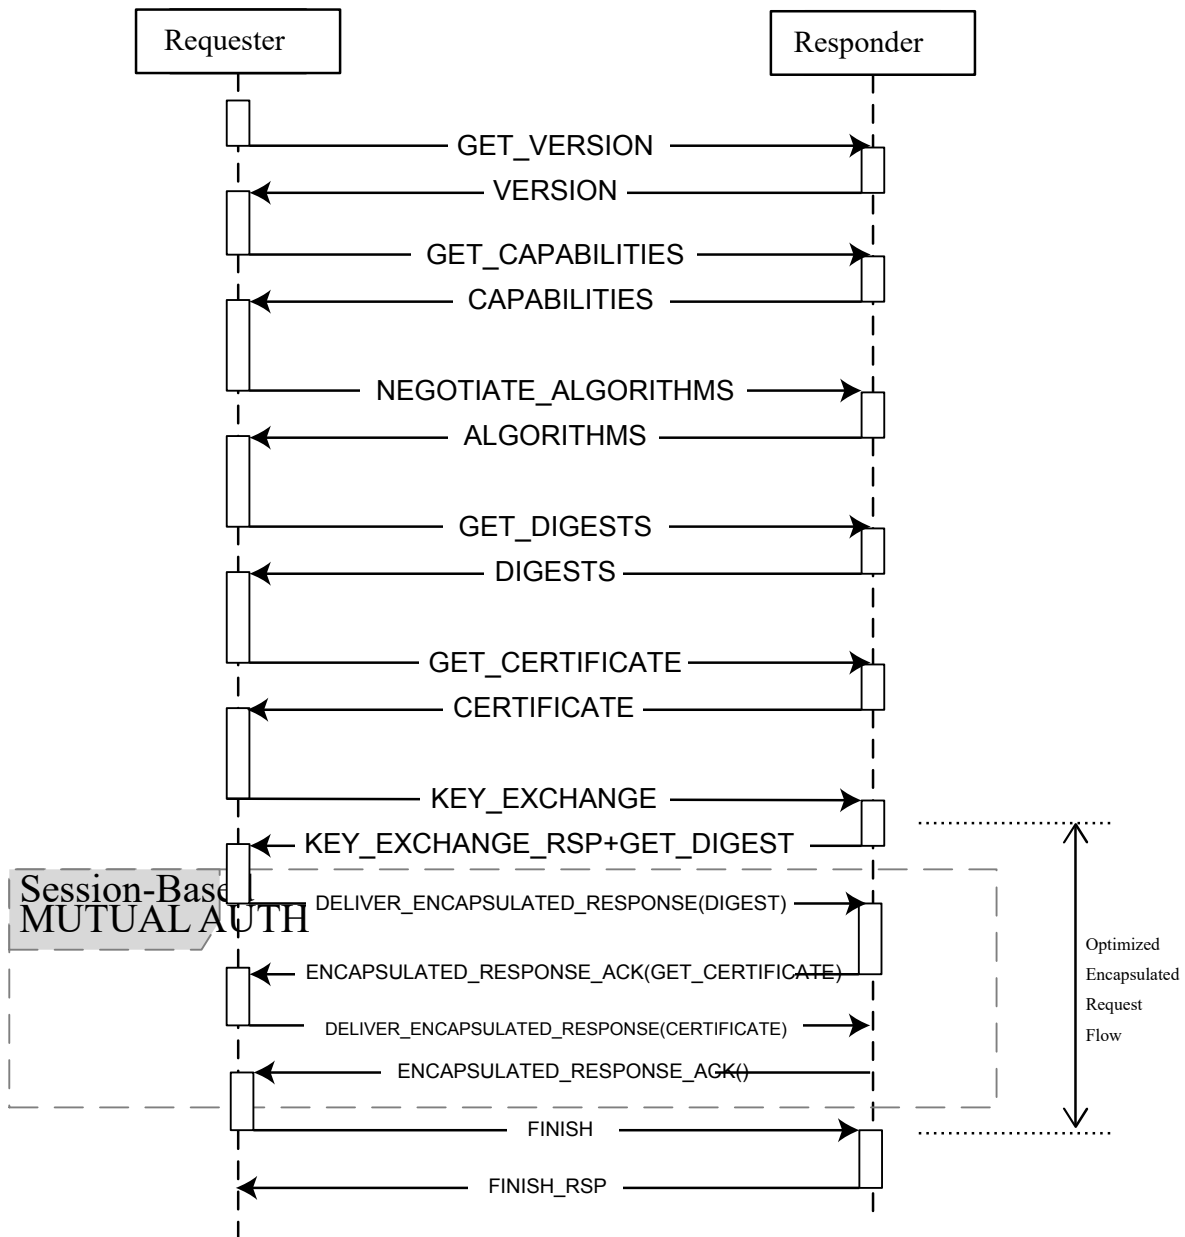 Requester
Responder
GET_VERSION
VERSION
GET_CAPABILITIES
CAPABILITIES
NEGOTIATE_ALGORITHMS
ALGORITHMS
GET_DIGESTS
DIGESTS
GET_CERTIFICATE
CERTIFICATE
KEY_EXCHANGE
KEY_EXCHANGE_RSP+GET_DIGEST
Session-Based
MUTUAL AUTH
DELIVER_ENCAPSULATED_RESPONSE(DIGEST)
ENCAPSULATED_RESPONSE_ACK(GET_CERTIFICATE)
DELIVER_ENCAPSULATED_RESPONSE(CERTIFICATE)
ENCAPSULATED_RESPONSE_ACK()
Optimized
Encapsulated
Request
Flow
FINISH
FINISH_RSP